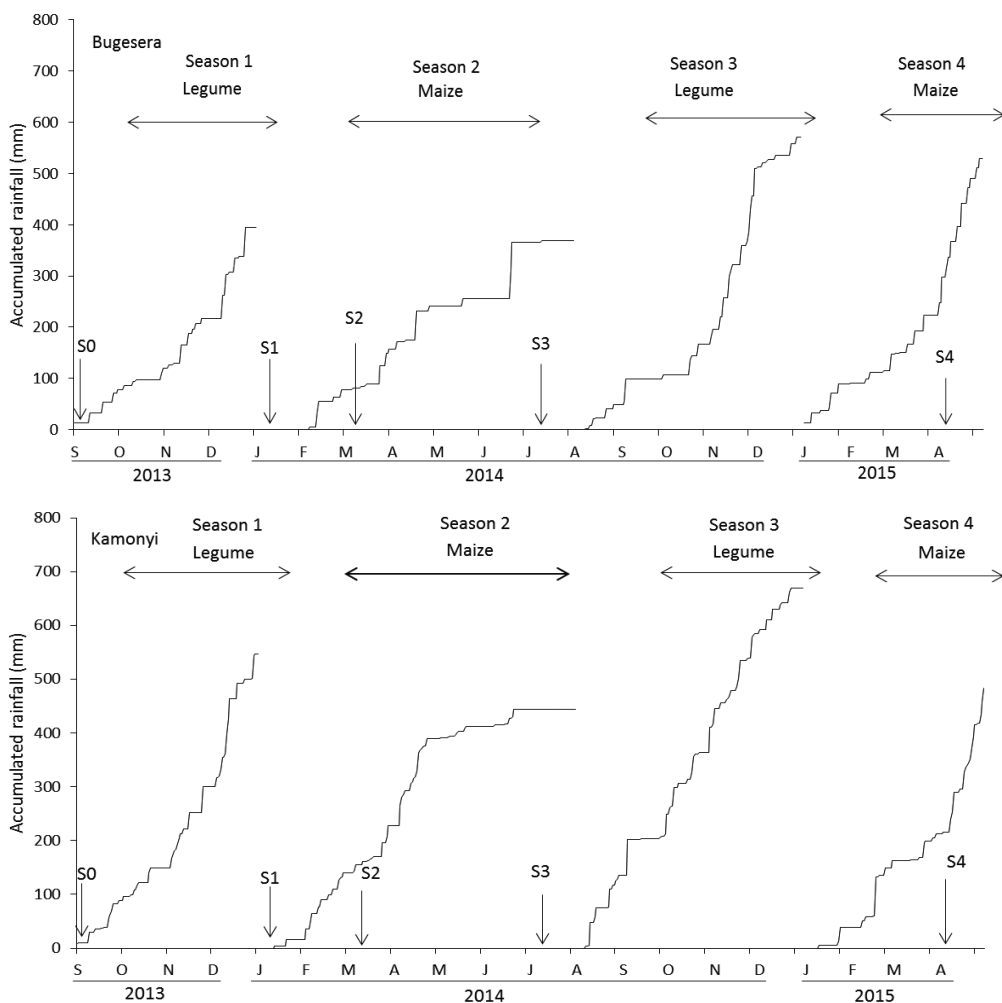 Bugesera
Season 1
Legume
Season 2
Maize
Season 3
Legume
Season 4
Maize
Accumulated rainfall (mm)
800
700
600
500
400
300
200
100
0
S0
S1
S2
S3
S4
S O N D J F M A M J J A S O N D J F M A
2013 2014 2015
Kamonyi
Season 1
Legume
Season 2
Maize
Season 3
Legume
Season 4
Maize
Accumulated rainfall (mm)
800
700
600
500
400
300
200
100
0
S0
S1
S2
S3
S4
S O N D J F M A M J J A S O N D J F M A
2013 2014 2015